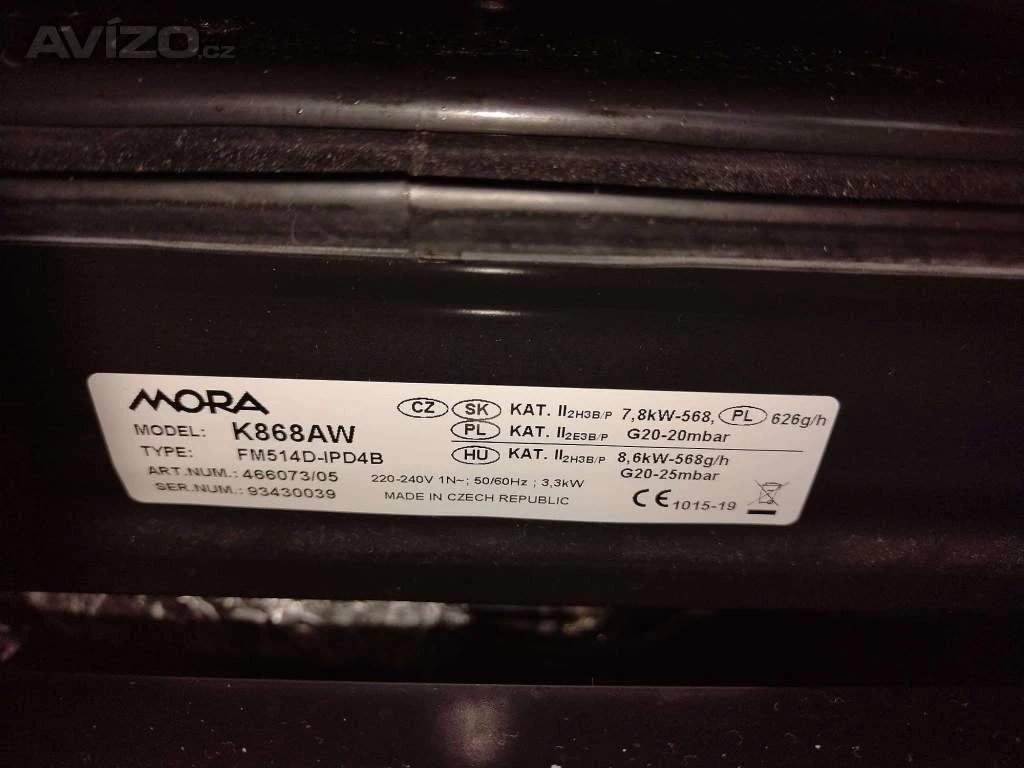 AVÍZO.cz
MORA
MODEL: K868AW
TYPE: FM514D-IPD4B
ART.NUM.: 466073/05
SER.NUM.: 93430039
CZ SK KAT. II2H3B/P 7,8kW-568, PL 626g/h
PL KAT. II2E3B/P G20-20mbar
HU KAT. II2H3B/P 8,6kW-568g/h
G20-25mbar
220-240V 1N~; 50/60Hz ; 3,3kW
MADE IN CZECH REPUBLIC
CE 1015-19